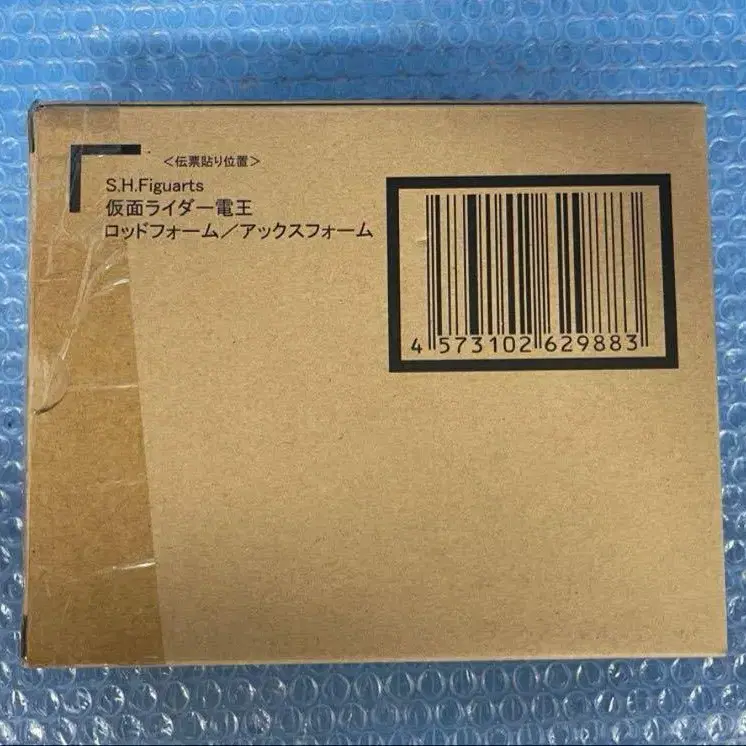 <伝票貼り位置>
S.H.Figuarts
仮面ライダー電王
ロッドフォーム/アックスフォーム
4 573102 629883